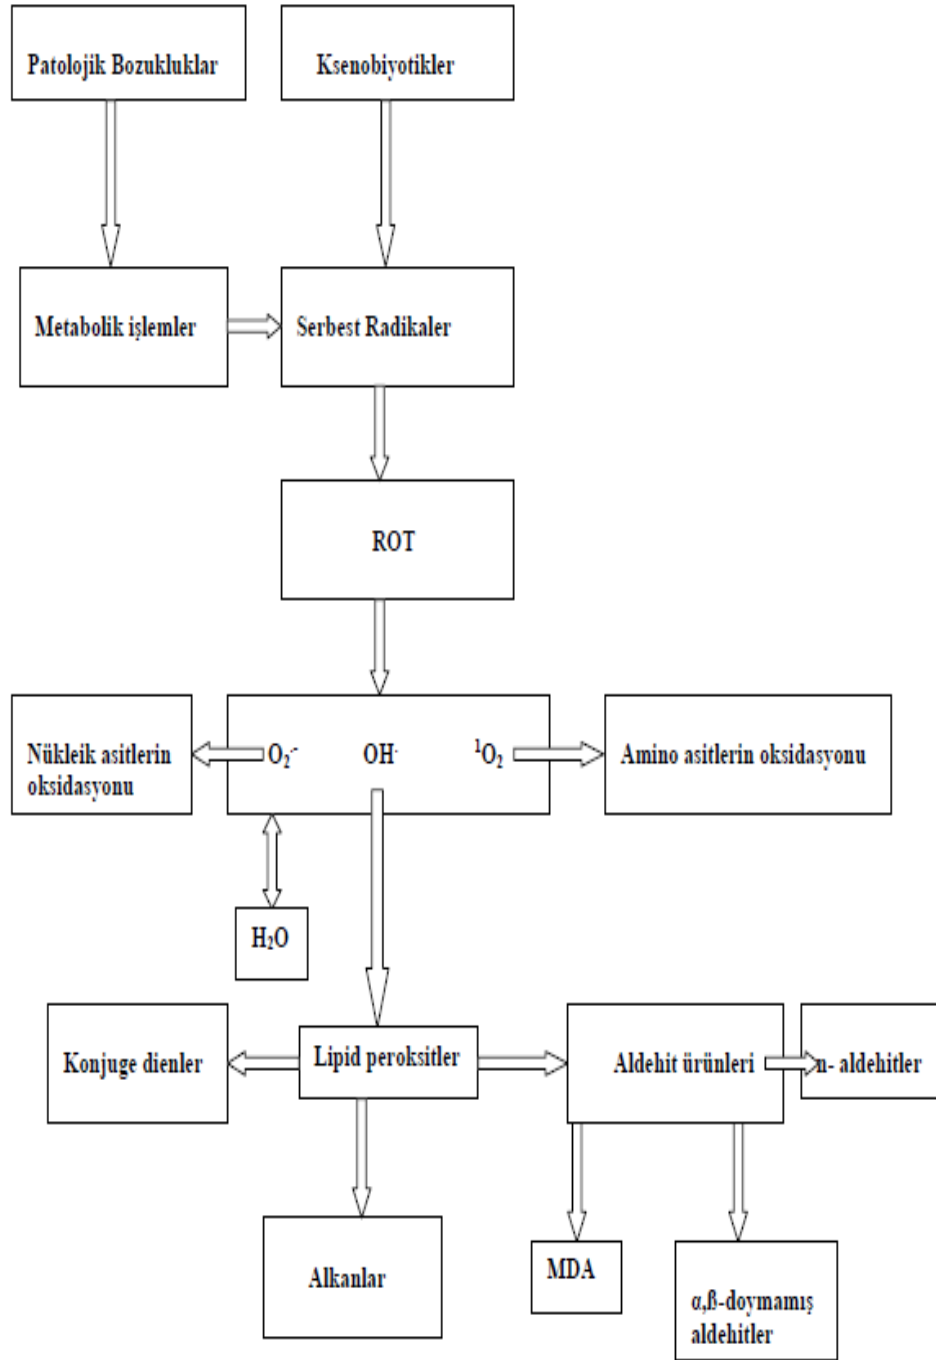 Patolojik Bozukluklar
Ksenobiyotikler
Metabolik işlemler
Serbest Radikaler
ROT
Nükleik asitlerin
oksidasyonu
O₂˙⁻ OH˙ ¹O₂
Amino asitlerin oksidasyonu
H₂O
Konjuge dienler
Lipid peroksitler
Aldehit ürünleri
n- aldehitler
Alkanlar
MDA
α,ß-doymamış
aldehitler